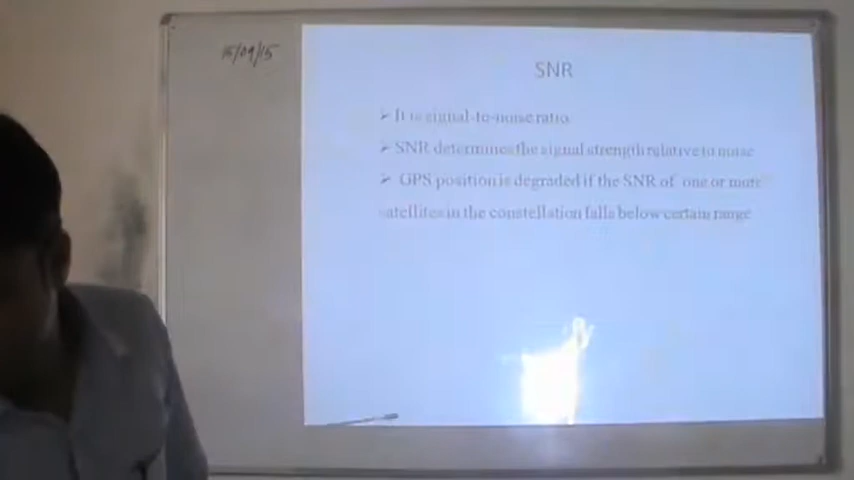 15/09/15
SNR
➢ It is signal-to-noise ratio.
➢ SNR determines the signal strength relative to noise
➢ GPS position is degraded if the SNR of one or more
satellites in the constellation falls below certain range